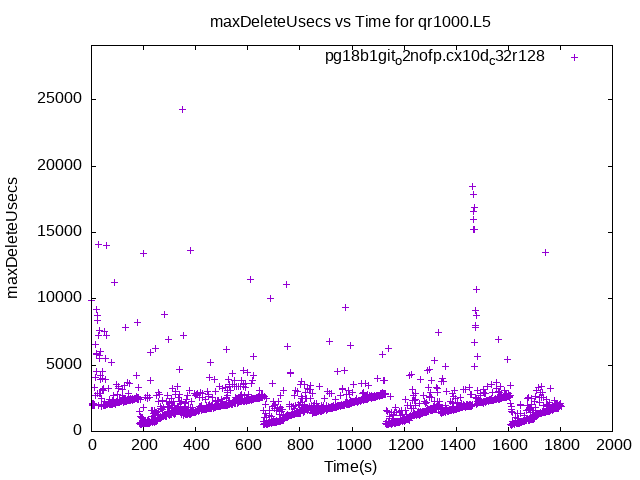 maxDeleteUsecs vs Time for qr1000.L5
pg18b1git_o2nofp.cx10d_c32r128
25000
20000
15000
10000
5000
0
maxDeleteUsecs
0 200 400 600 800 1000 1200 1400 1600 1800 2000
Time(s)